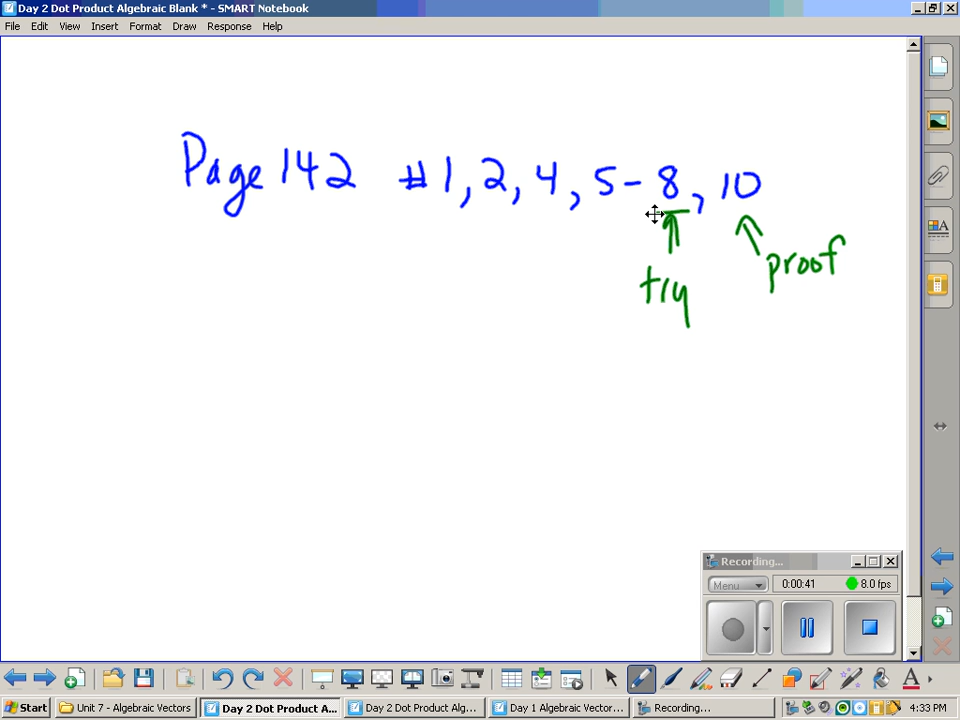 Day 2 Dot Product Algebraic Blank * - SMART Notebook
File Edit View Insert Format Draw Response Help
Page 142 # 1, 2, 4, 5 - 8, 10
try
proof
Recording...
Menu 0:00:41 8.0 fps
Start Unit 7 - Algebraic Vectors Day 2 Dot Product A... Day 2 Dot Product Alg... Day 1 Algebraic Vector... Recording... 4:33 PM